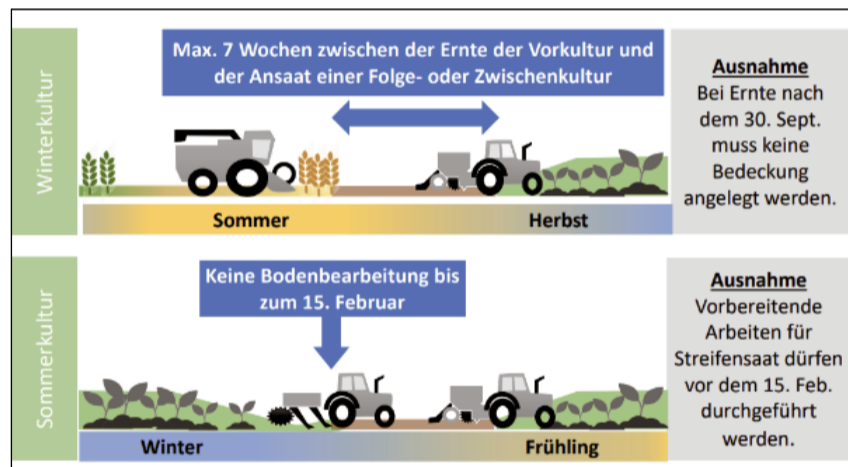 Winterkultur
Max. 7 Wochen zwischen der Ernte der Vorkultur und
der Ansaat einer Folge- oder Zwischenkultur
Sommer
Herbst
Ausnahme
Bei Ernte nach
dem 30. Sept.
muss keine
Bedeckung
angelegt werden.
Sommerkultur
Keine Bodenbearbeitung bis
zum 15. Februar
Winter
Frühling
Ausnahme
Vorbereitende
Arbeiten für
Streifensaat dürfen
vor dem 15. Feb.
durchgeführt
werden.